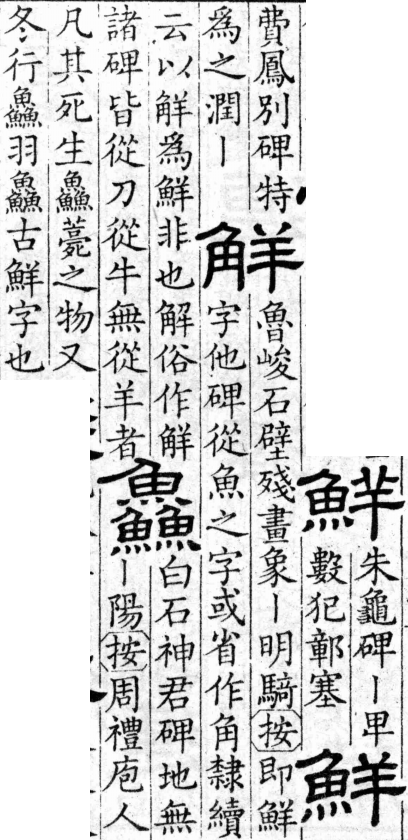 鮮
朱龜碑丨甲
數犯鄣塞
鮮
費鳳別碑特
為之潤丨
觧
魯峻石壁殘畫象丨明騎按即鮮
字他碑從魚之字或省作角隸續
云以觧為鮮非也解俗作觧
諸碑皆從刀從牛無從羊者
鱻
白石神君碑地無
丨陽按周禮庖人
凡其死生鱻薧之物又
冬行鱻羽鱻古鮮字也